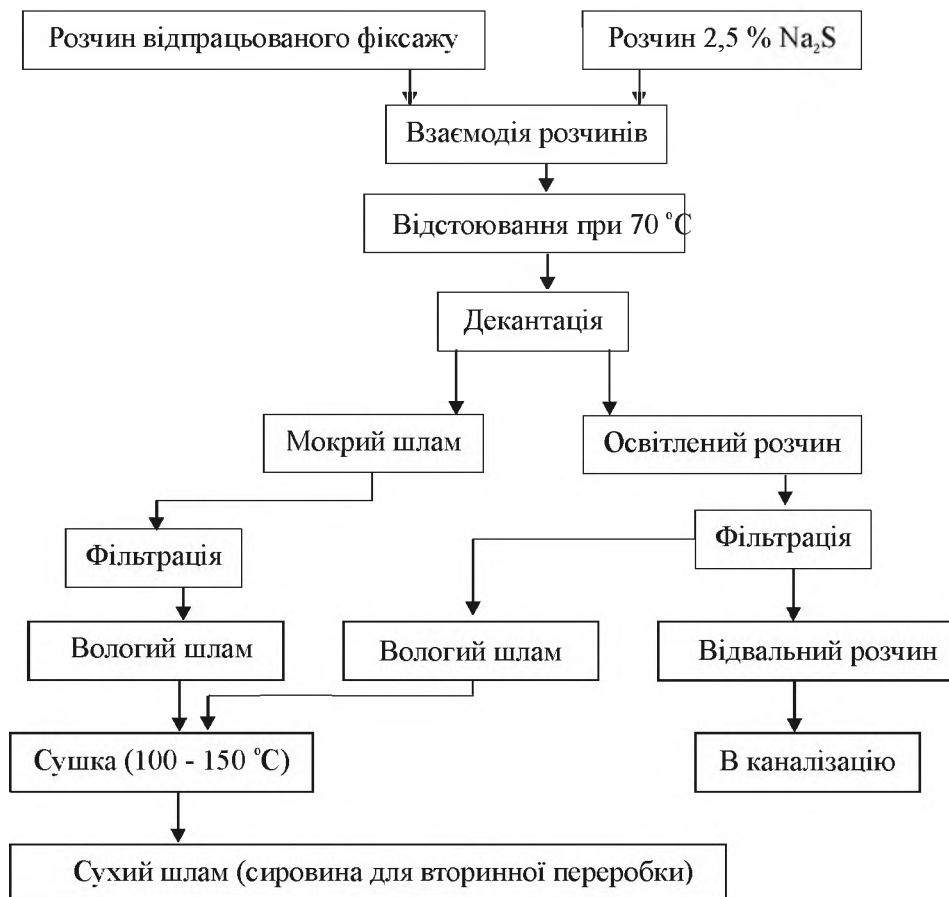 Розчин відпрацьованого фіксажу
Розчин 2,5 % Na₂S
Взаємодія розчинів
Відстоювання при 70 °С
Декантація
Мокрий шлам
Освітлений розчин
Фільтрація
Фільтрація
Вологий шлам
Вологий шлам
Відвальний розчин
Сушка (100 - 150 °С)
В каналізацію
Сухий шлам (сировина для вторинної переробки)